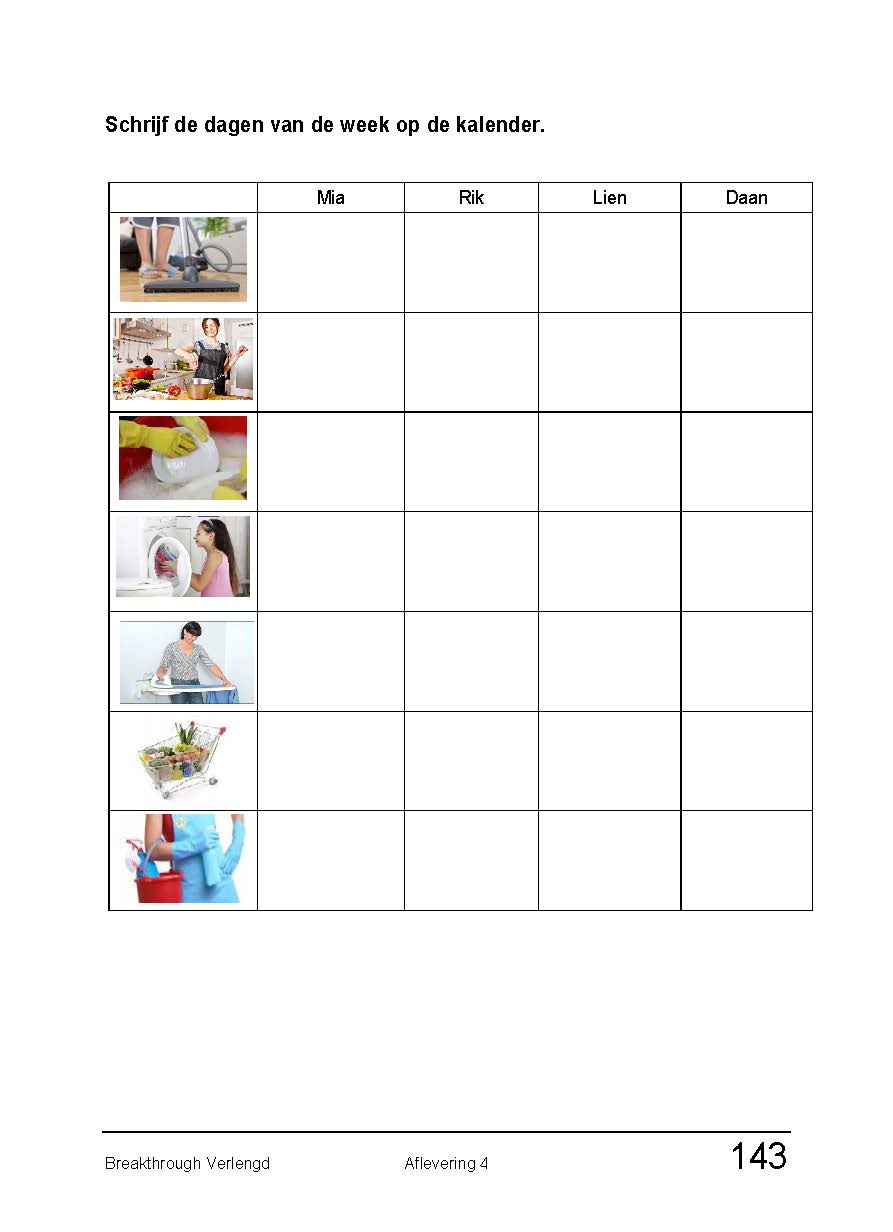 Schrijf de dagen van de week op de kalender.
Mia Rik Lien Daan
Breakthrough Verlengd Aflevering 4 143